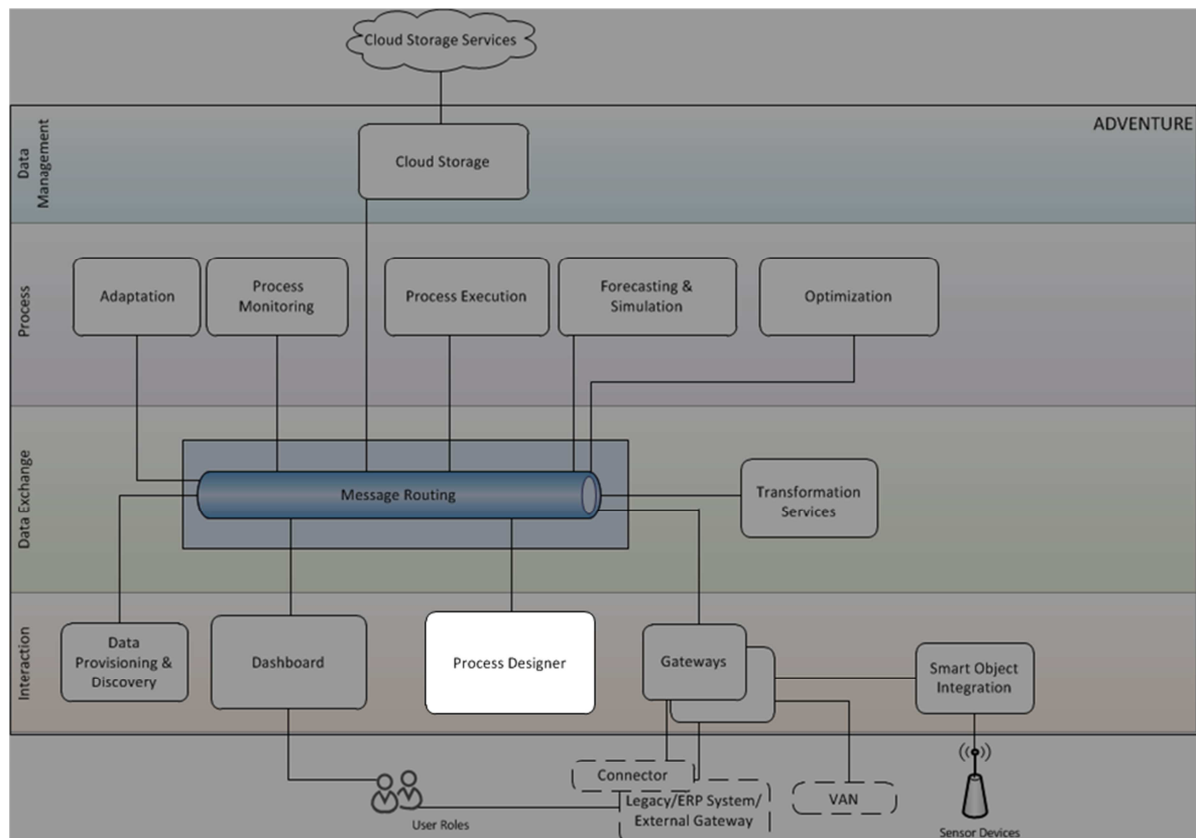 Cloud Storage Services
ADVENTURE
Data
Management
Cloud Storage
Process
Adaptation
Process
Monitoring
Process Execution
Forecasting &
Simulation
Optimization
Data Exchange
Message Routing
Transformation
Services
Interaction
Data
Provisioning &
Discovery
Dashboard
Process Designer
Gateways
Smart Object
Integration
Connector
Legacy/ERP System/
External Gateway
VAN
User Roles
Sensor Devices